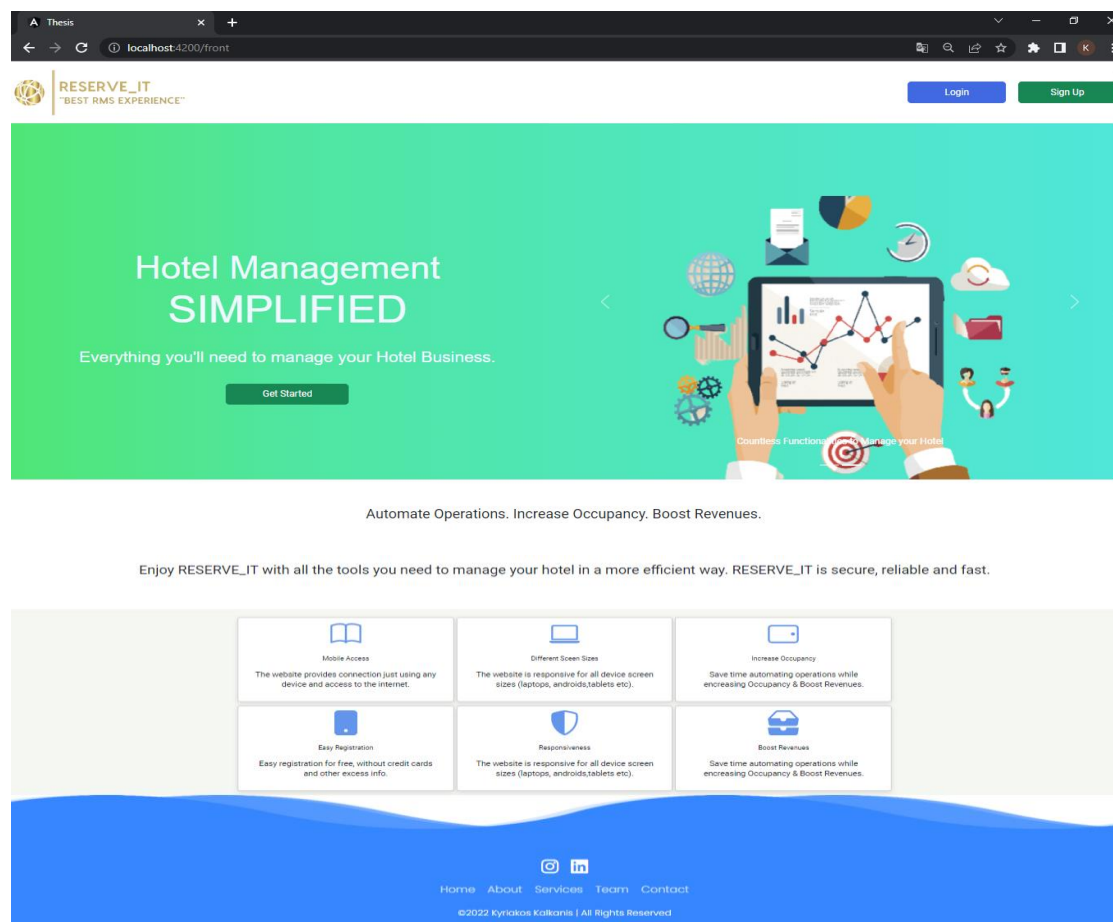 Thesis
localhost:4200/front
K
RESERVE_IT
"BEST RMS EXPERIENCE"
Login
Sign Up
Hotel Management
SIMPLIFIED
Everything you'll need to manage your Hotel Business.
Get Started
Countless Functionalities to Manage your Hotel
Automate Operations. Increase Occupancy. Boost Revenues.
Enjoy RESERVE_IT with all the tools you need to manage your hotel in a more efficient way. RESERVE_IT is secure, reliable and fast.
Mobile Access
The website provides connection just using any
device and access to the internet.
Different Sceen Sizes
The website is responsive for all device screen
sizes (laptops, androids,tablets etc).
Increase Occupancy
Save time automating operations while
encreasing Occupancy & Boost Revenues.
Easy Registration
Easy registration for free, without credit cards
and other excess info.
Responsiveness
The website is responsive for all device screen
sizes (laptops, androids,tablets etc).
Boost Revenues
Save time automating operations while
encreasing Occupancy & Boost Revenues.
Home About Services Team Contact
©2022 Kyriakos Kalkanis | All Rights Reserved